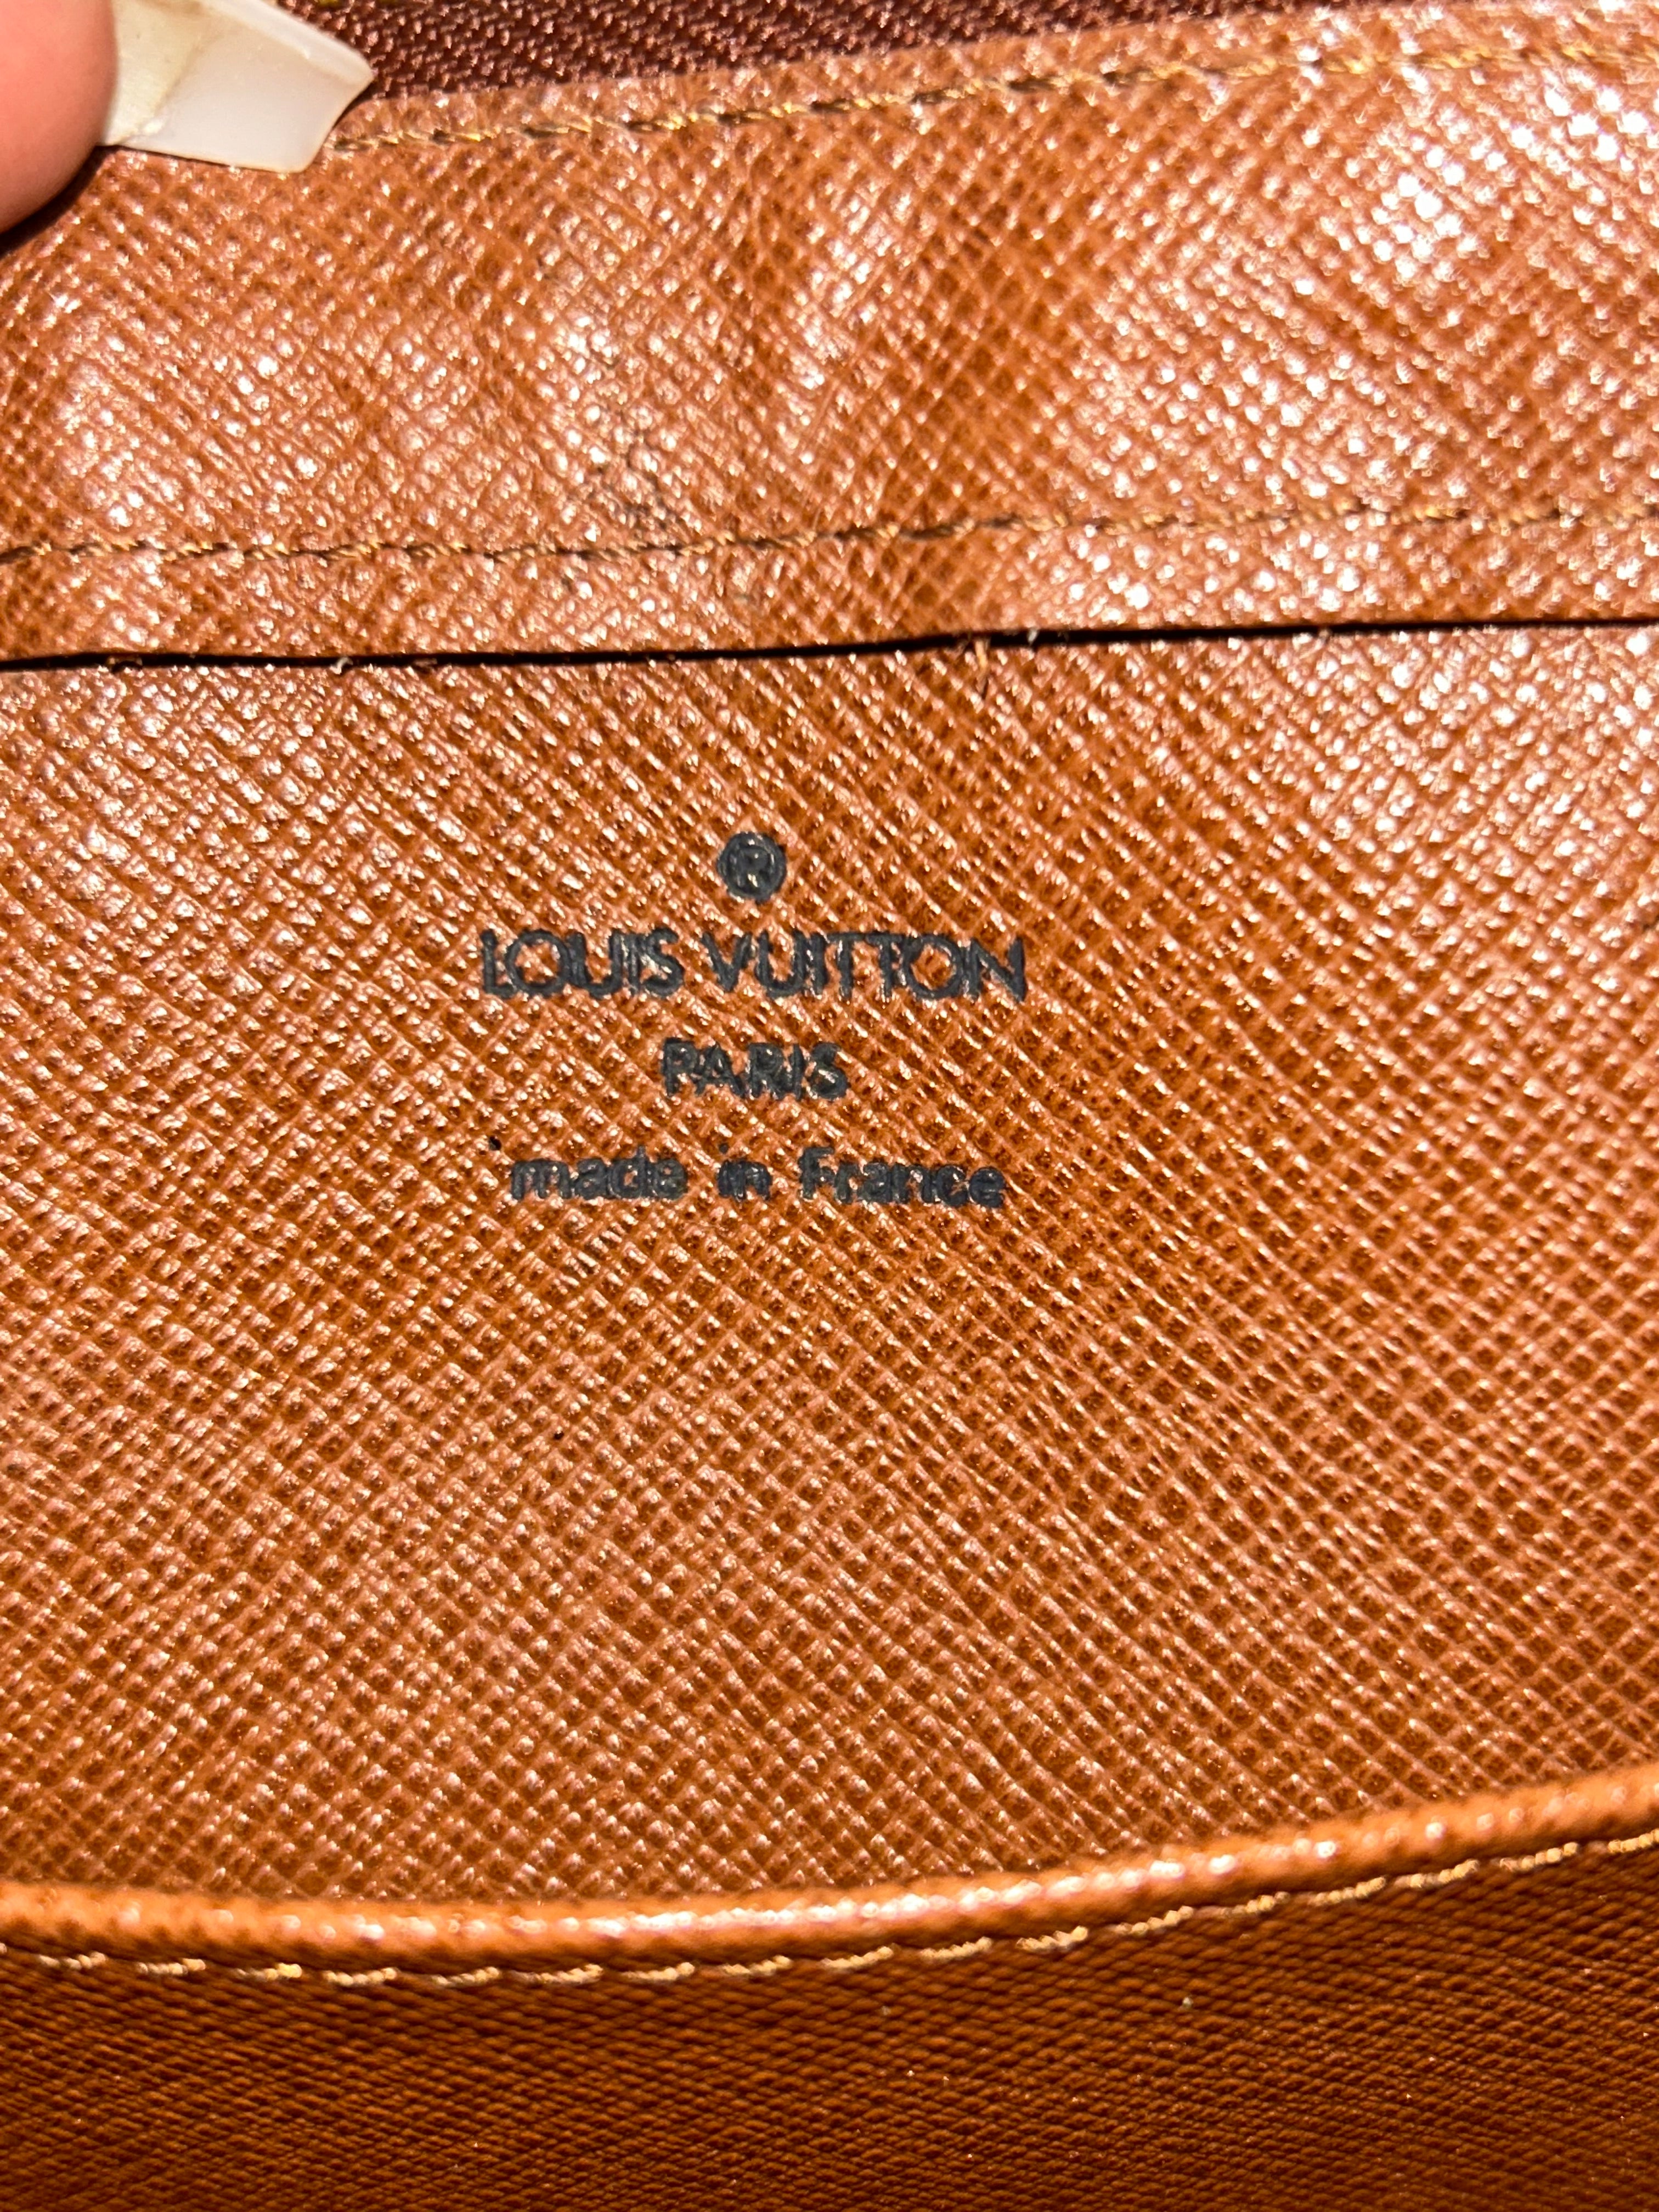 ®
LOUIS VUITTON
PARIS
made in France